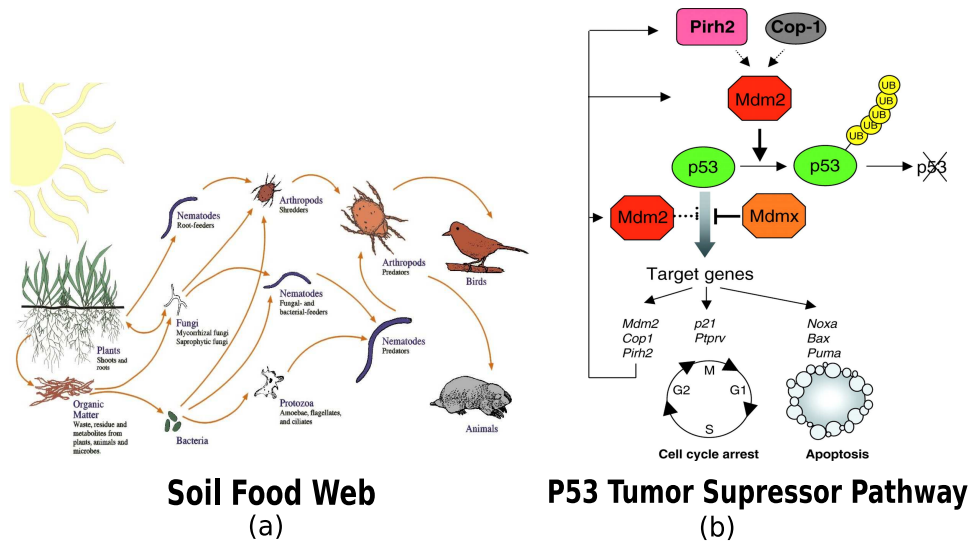 Nematodes
Root-feeders
Arthropods
Shredders
Arthropods
Predators
Birds
Nematodes
Fungal- and
bacterial-feeders
Fungi
Mycorrhizal fungi
Saprophytic fungi
Plants
Shoots and
roots
Nematodes
Predators
Organic
Matter
Waste, residue and
metabolites from
plants, animals and
microbes.
Bacteria
Protozoa
Amoebae, flagellates,
and ciliates
Animals
Soil Food Web
(a)
Pirh2
Cop-1
Mdm2
UB
UB
UB
UB
UB
p53
p53
p53
Mdm2
Mdmx
Target genes
Mdm2
Cop1
Pirh2
p21
Ptprv
Noxa
Bax
Puma
M
G2
G1
S
Cell cycle arrest
Apoptosis
P53 Tumor Supressor Pathway
(b)